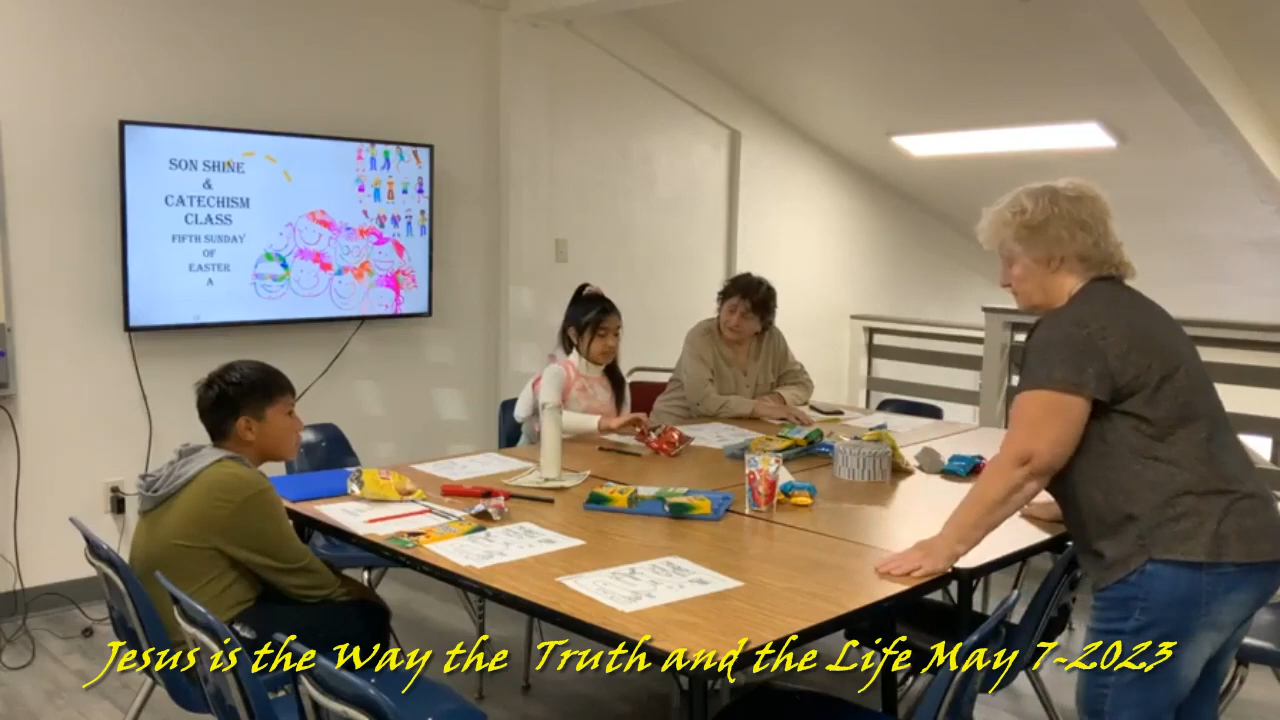 SON SHINE
&
CATECHISM
CLASS
FIFTH SUNDAY
OF
EASTER
A
Jesus is the Way the Truth and the Life May 7-2023